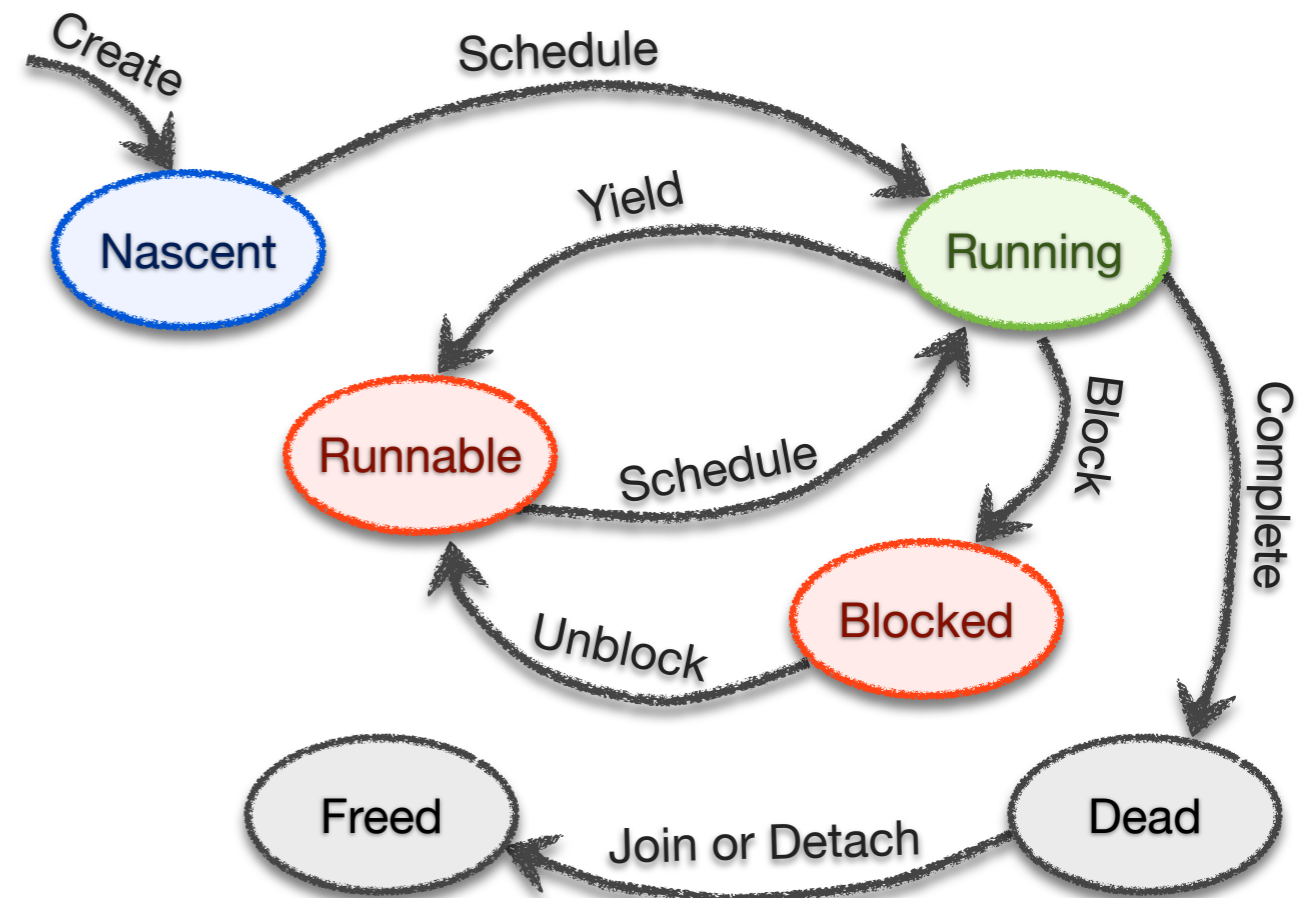 Create
Schedule
Nascent
Yield
Running
Runnable
Schedule
Block
Complete
Blocked
Unblock
Freed
Join or Detach
Dead